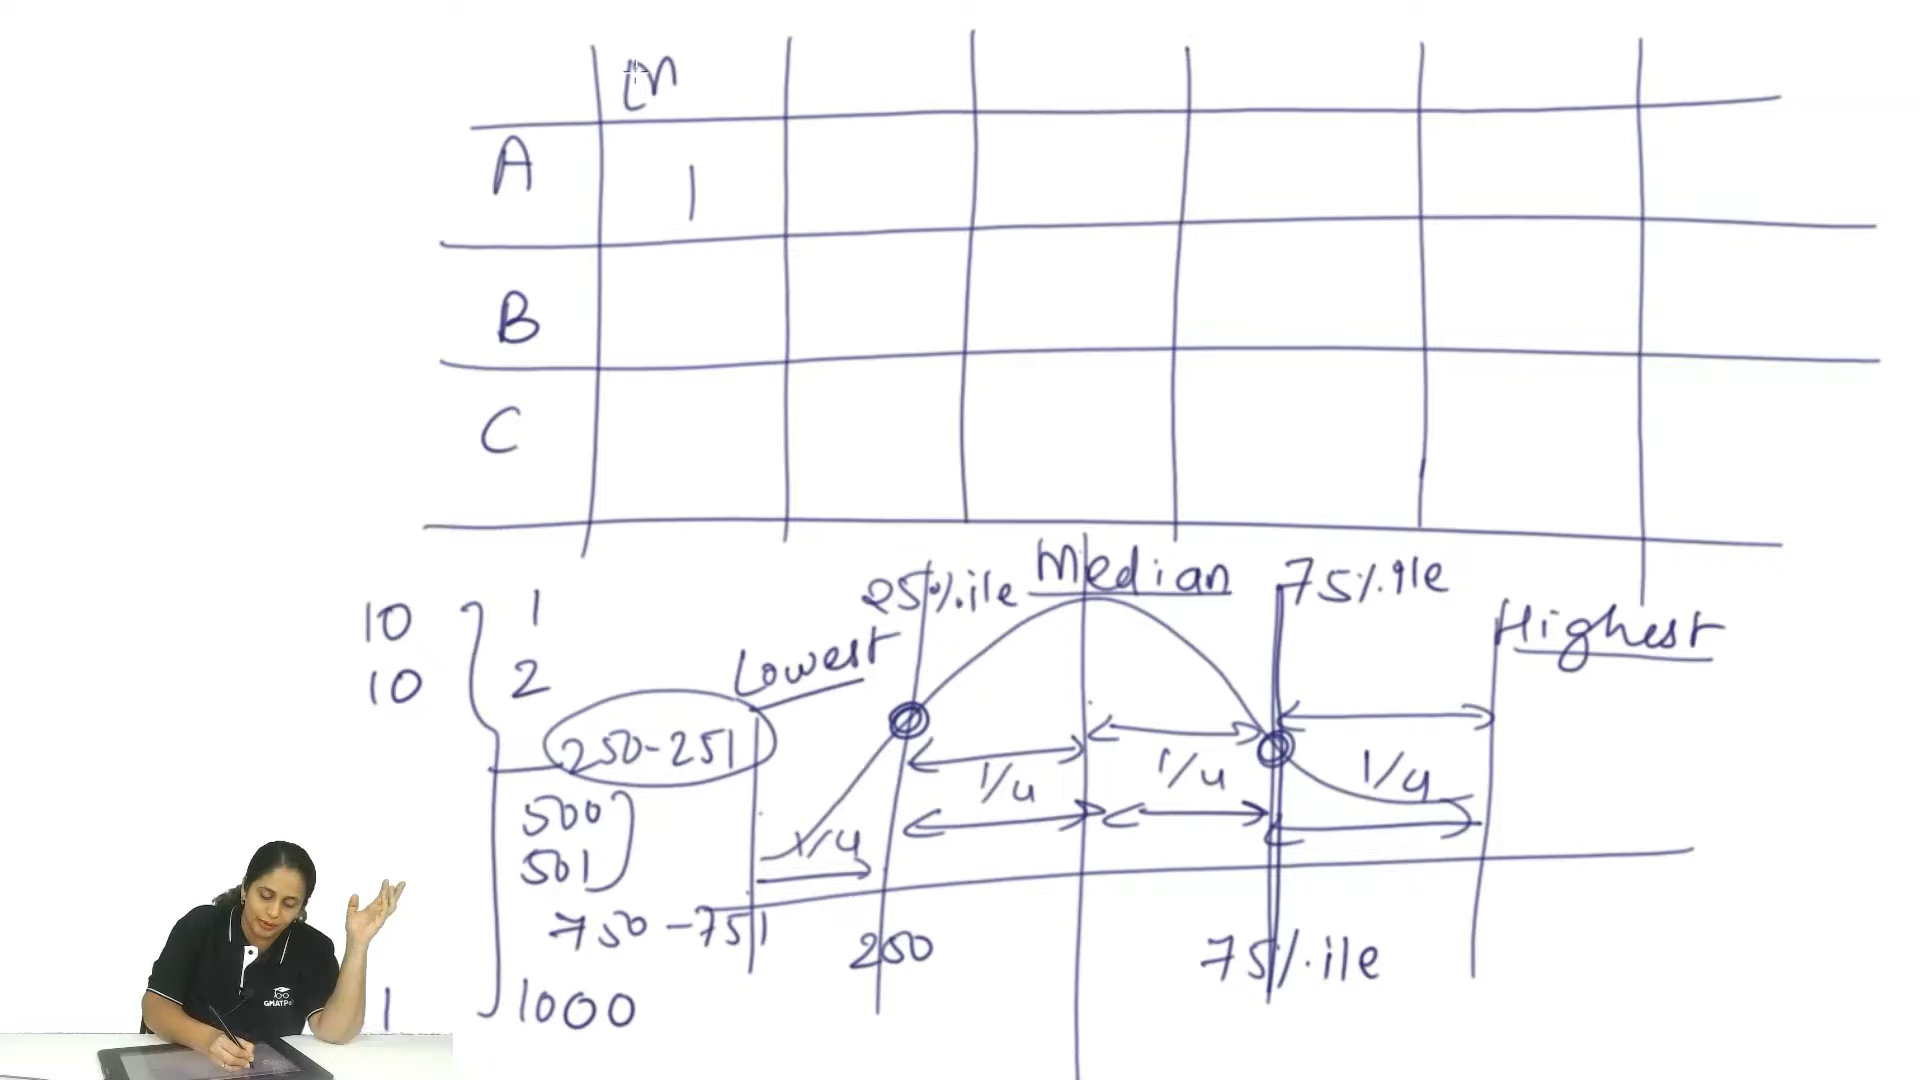 A
1
B
C
25%.ile Median 75%.ile
10 1
Highest
10 2
Lowest
250-251
1/4 1/4 1/4
500
1/4
501
750-751
250 75%.ile
1 1000
GMATP